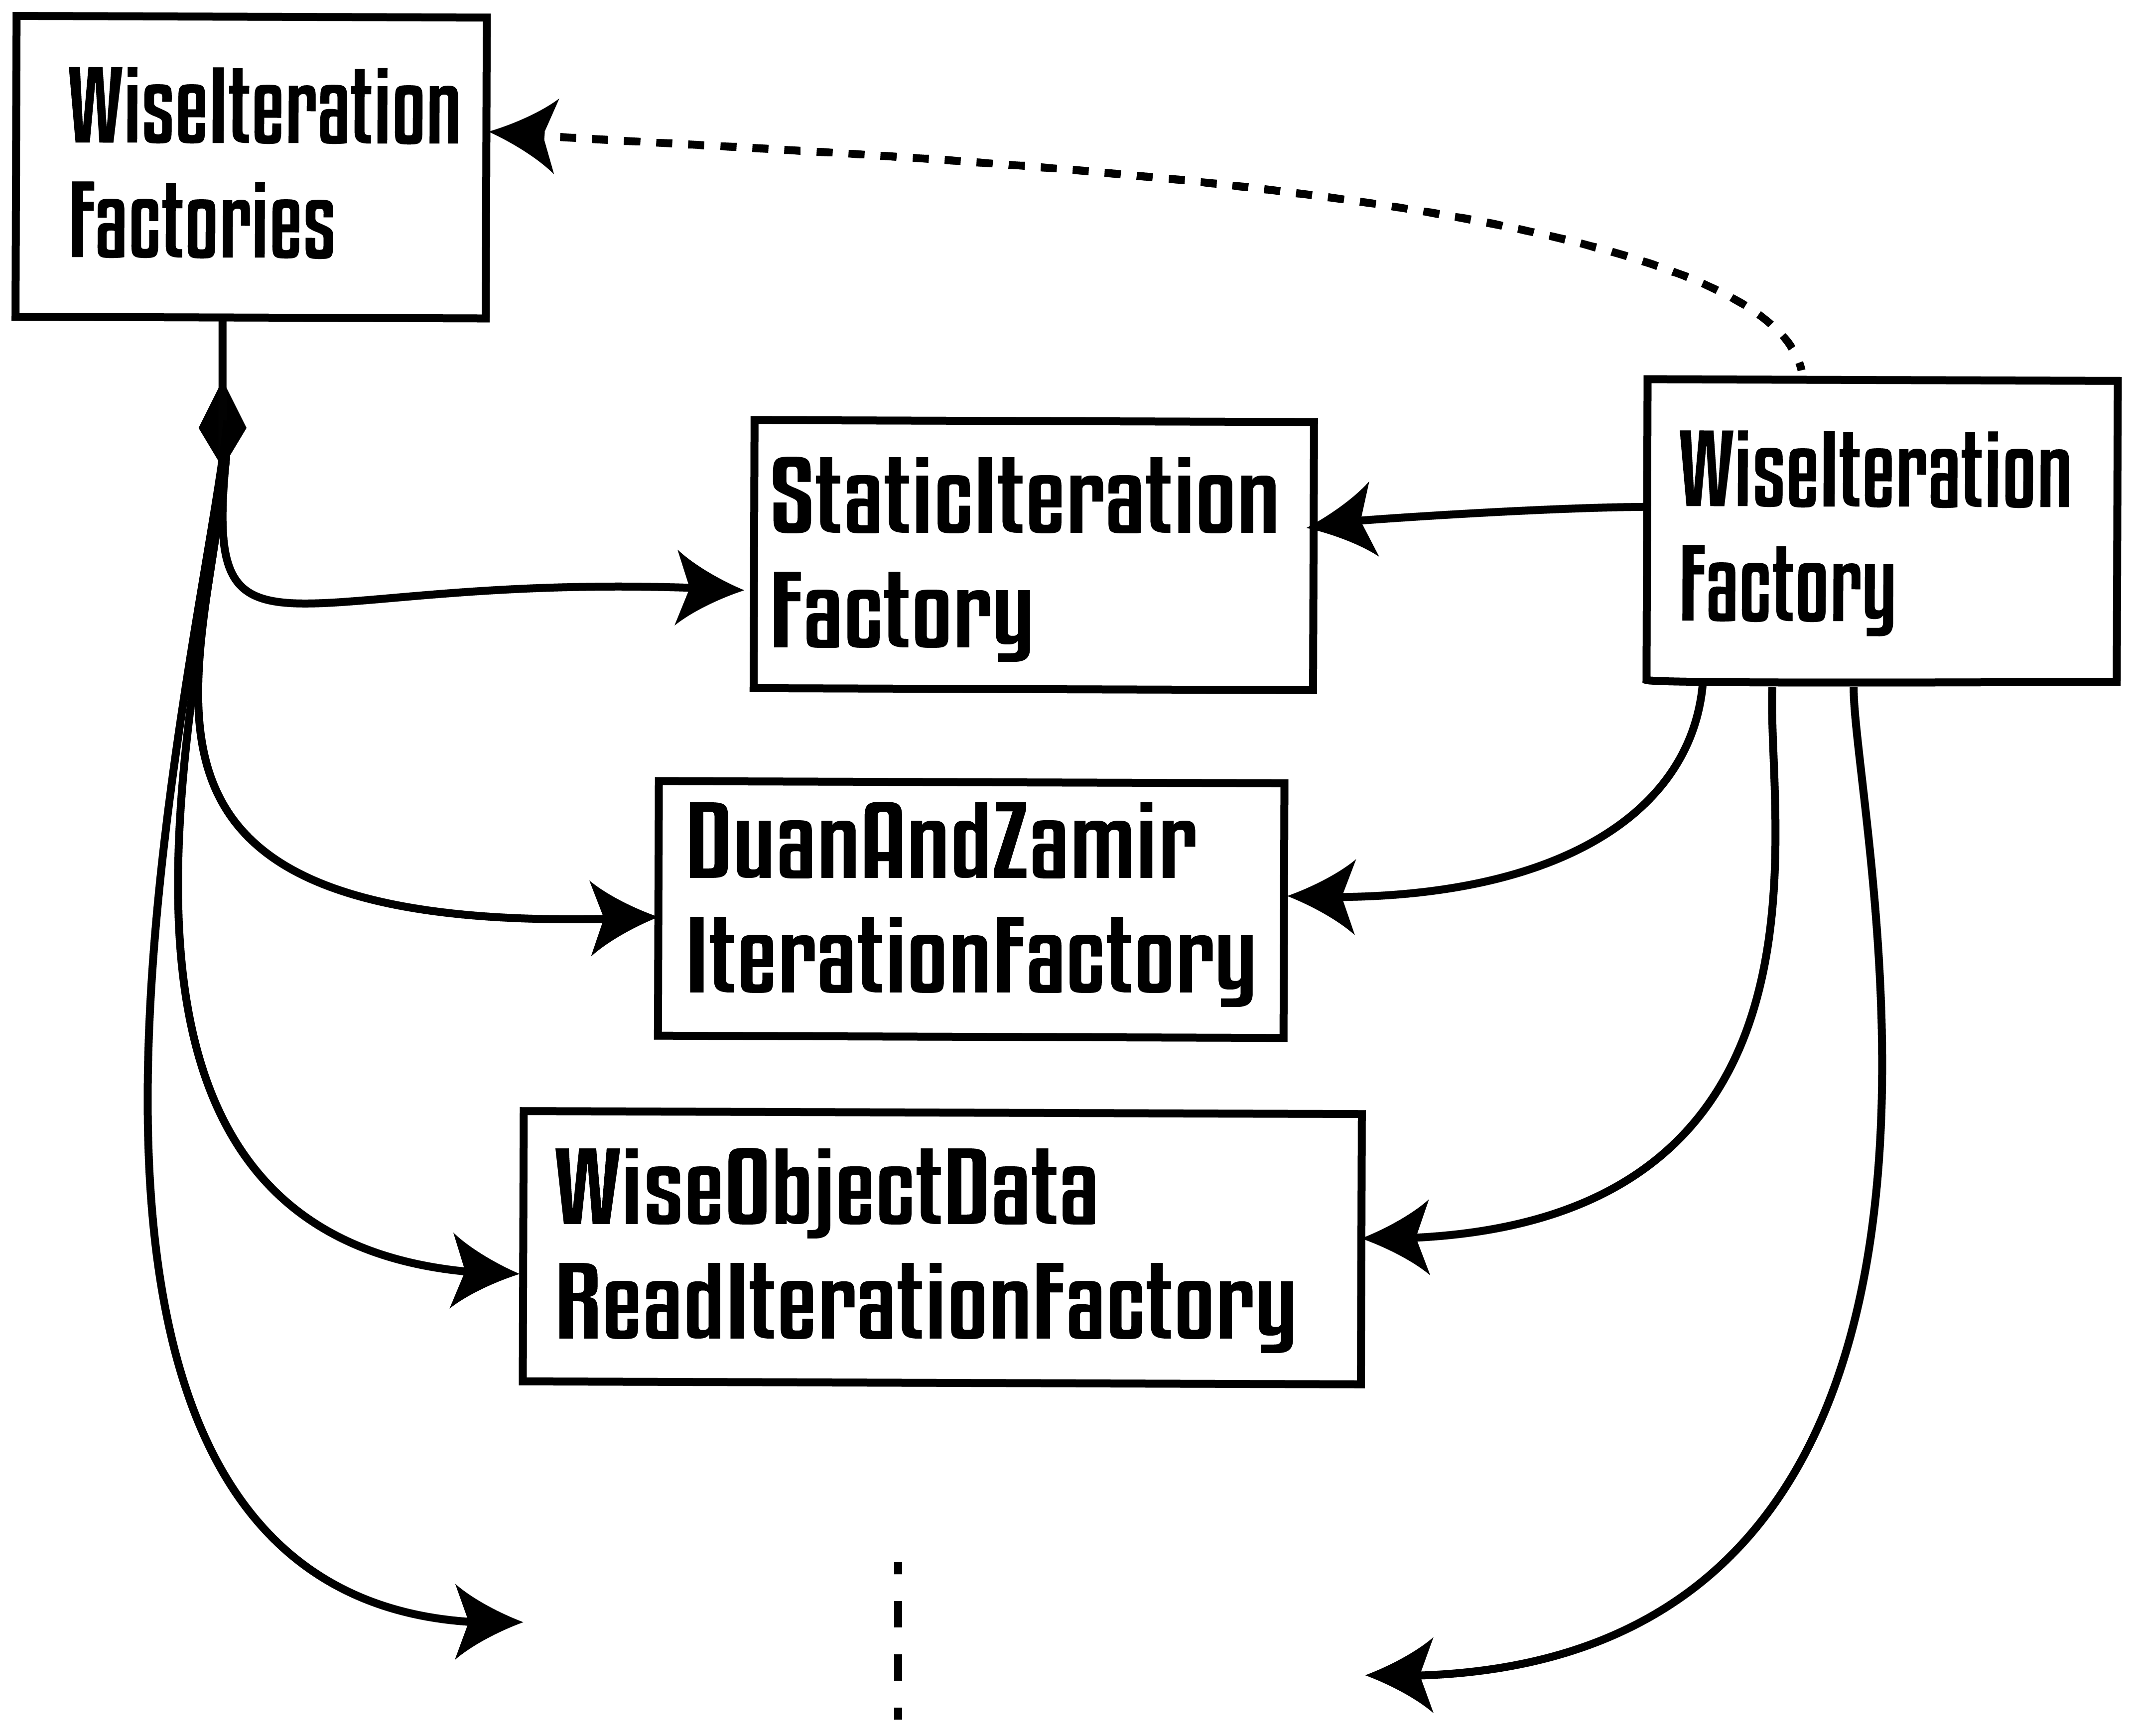 WiseIteration
Factories
StaticIteration
Factory
WiseIteration
Factory
DuanAndZamir
IterationFactory
WiseObjectData
ReadIterationFactory